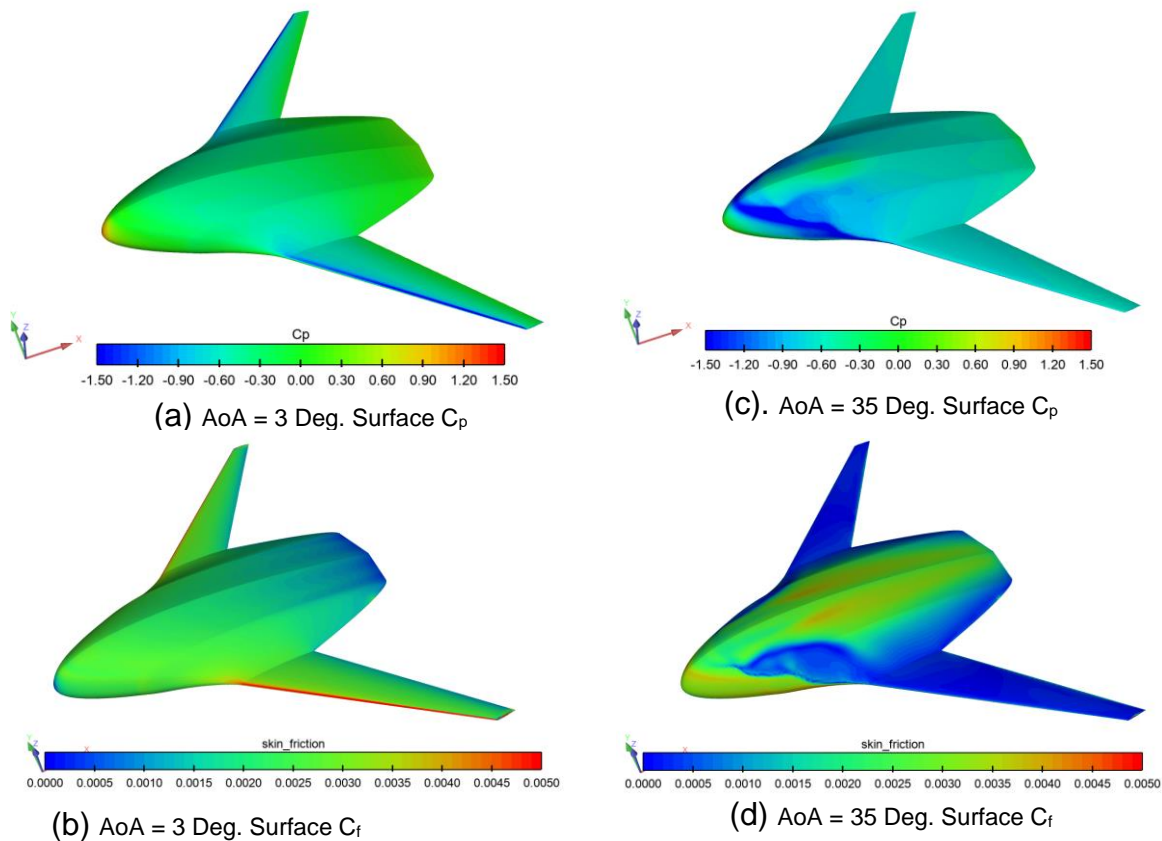 Y
Z
X
Cp
-1.50 -1.20 -0.90 -0.60 -0.30 0.00 0.30 0.60 0.90 1.20 1.50
(a) AoA = 3 Deg. Surface Cp
Y
Z
X
Cp
-1.50 -1.20 -0.90 -0.60 -0.30 0.00 0.30 0.60 0.90 1.20 1.50
(c). AoA = 35 Deg. Surface Cp
Y
Z
X
skin_friction
0.0000 0.0005 0.0010 0.0015 0.0020 0.0025 0.0030 0.0035 0.0040 0.0045 0.0050
(b) AoA = 3 Deg. Surface Cf
Y
Z
X
skin_friction
0.0000 0.0005 0.0010 0.0015 0.0020 0.0025 0.0030 0.0035 0.0040 0.0045 0.0050
(d) AoA = 35 Deg. Surface Cf